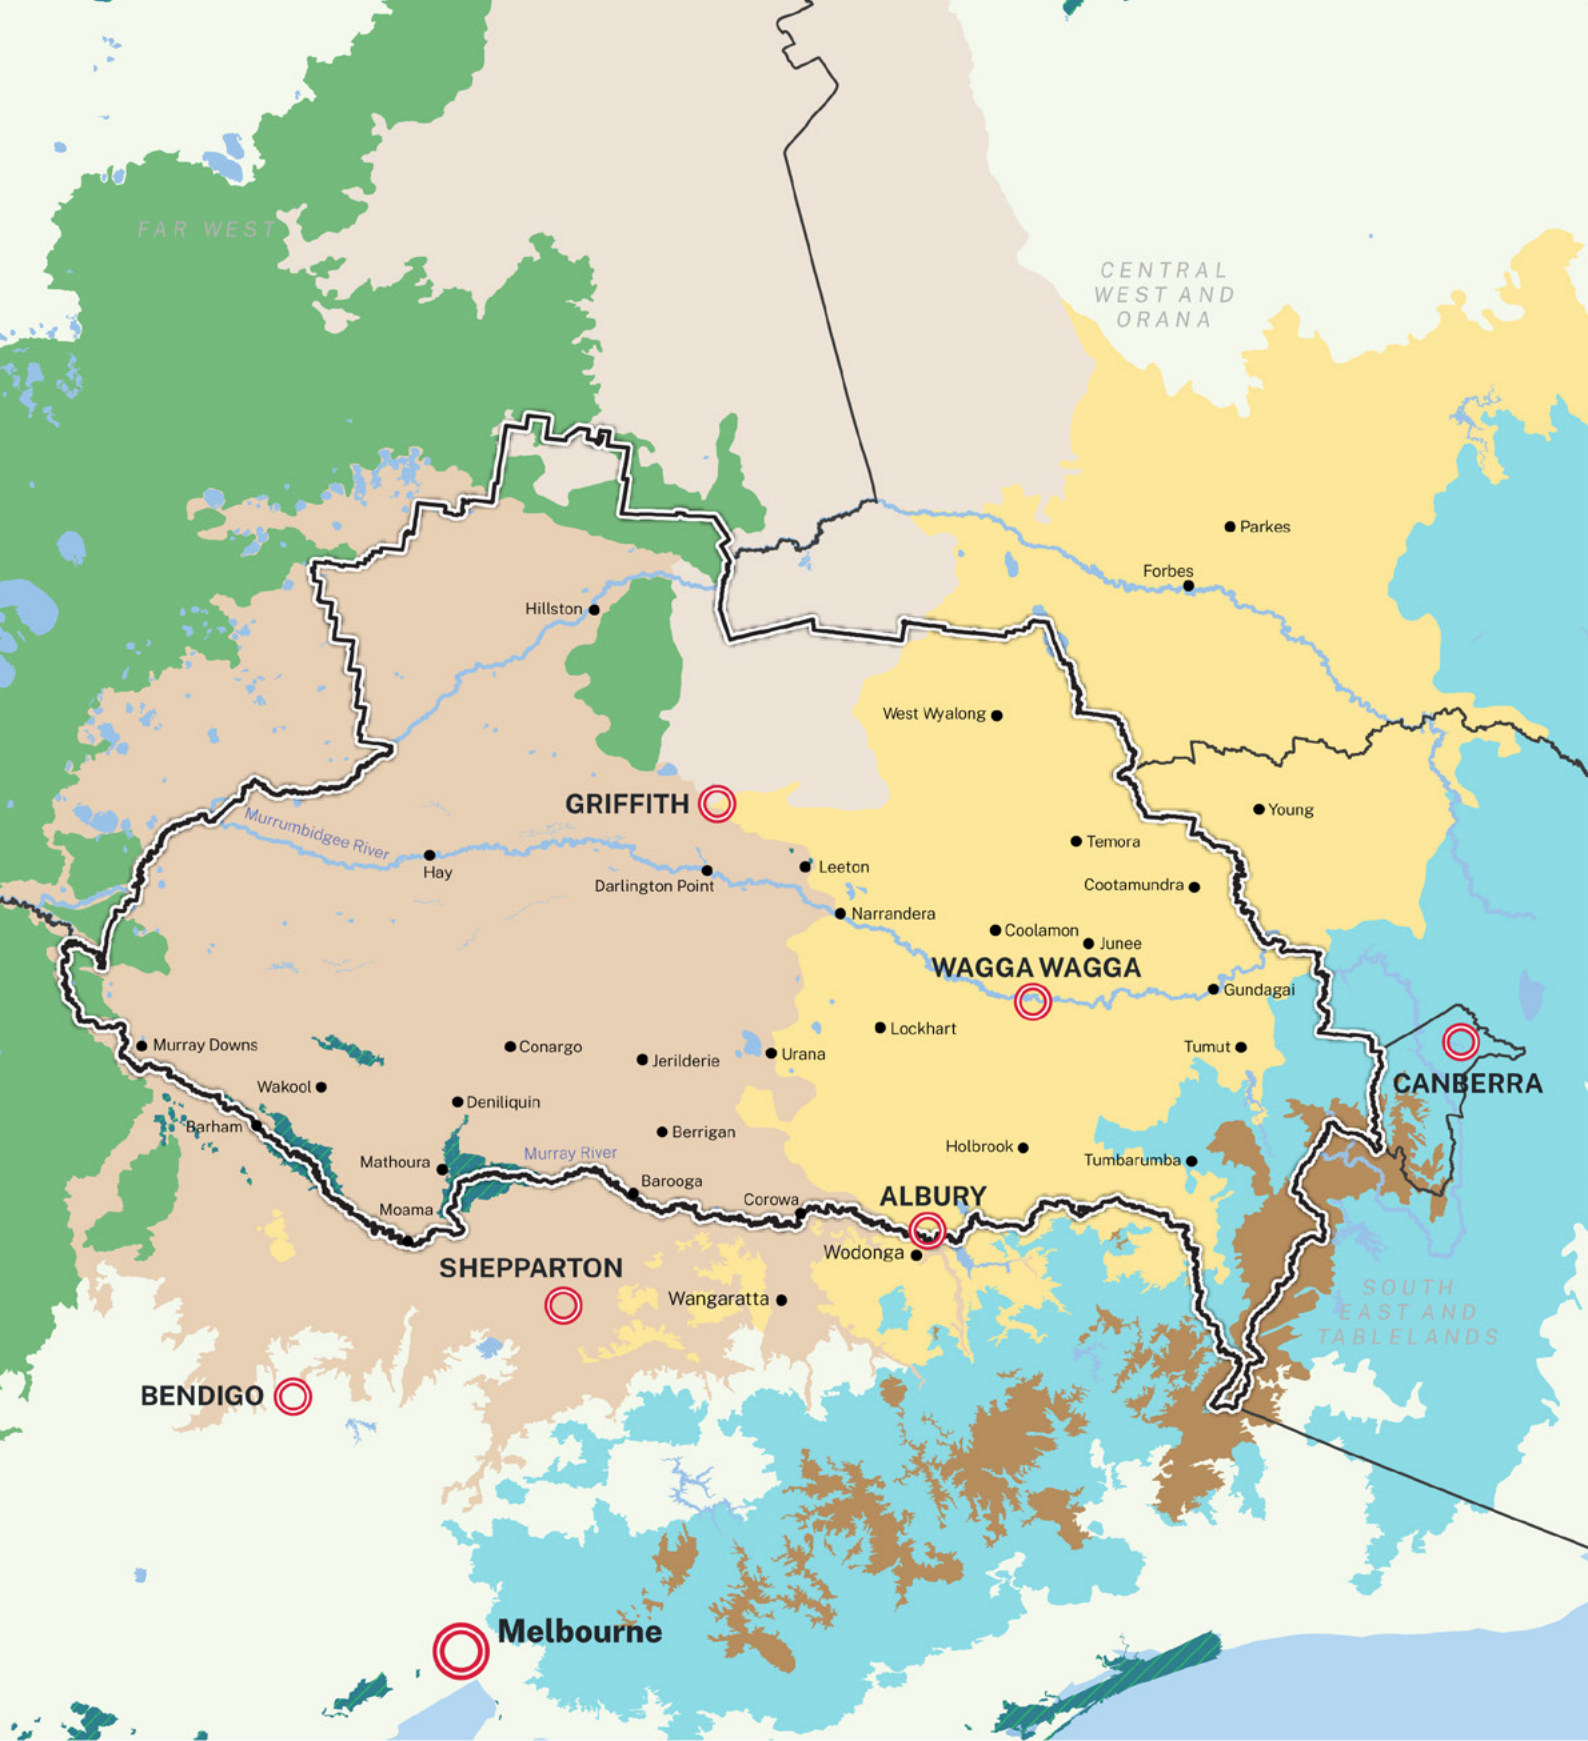 FAR WEST
CENTRAL
WEST AND
ORANA
Parkes
Forbes
Hillston
West Wyalong
GRIFFITH
Young
Murrumbidgee River
Temora
Hay
Leeton
Darlington Point
Cootamundra
Narrandera
Coolamon
Junee
WAGGA WAGGA
Gundagai
Lockhart
Murray Downs
Conargo
Jerilderie
Urana
Tumut
CANBERRA
Wakool
Deniliquin
Barham
Berrigan
Holbrook
Murray River
Mathoura
Tumbarumba
Barooga
ALBURY
Corowa
Moama
Wodonga
SHEPPARTON
SOUTH
EAST AND
TABLELANDS
Wangaratta
BENDIGO
Melbourne